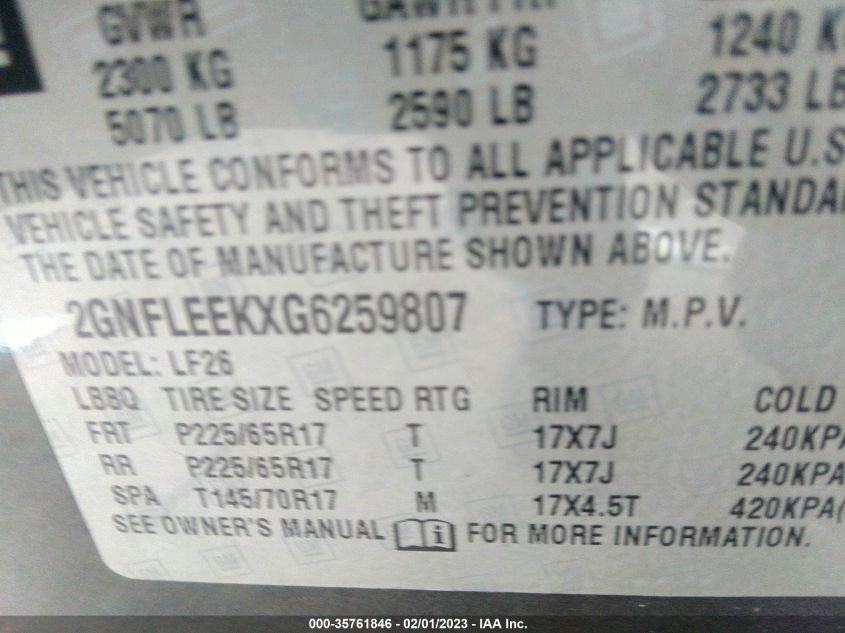 GVWR GAWR FRT
2300 KG 1175 KG 1240 K
5070 LB 2590 LB 2733 LB
THIS VEHICLE CONFORMS TO ALL APPLICABLE U.S
VEHICLE SAFETY AND THEFT PREVENTION STANDA
THE DATE OF MANUFACTURE SHOWN ABOVE.
2GNFLEEKXG6259807 TYPE: M.P.V.
MODEL: LF26
LBBQ TIRE SIZE SPEED RTG RIM COLD
FRT P225/65R17 T 17X7J 240KPA
RR P225/65R17 T 17X7J 240KPA
SPA T145/70R17 M 17X4.5T 420KPA(
SEE OWNER'S MANUAL i FOR MORE INFORMATION.
000-35761846 - 02/01/2023 - IAA Inc.